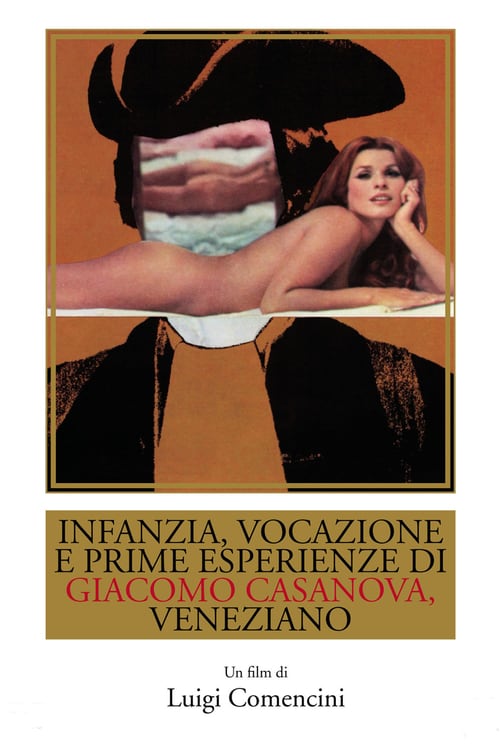 INFANZIA, VOCAZIONE
E PRIME ESPERIENZE DI
GIACOMO CASANOVA,
VENEZIANO
Un film di
Luigi Comencini